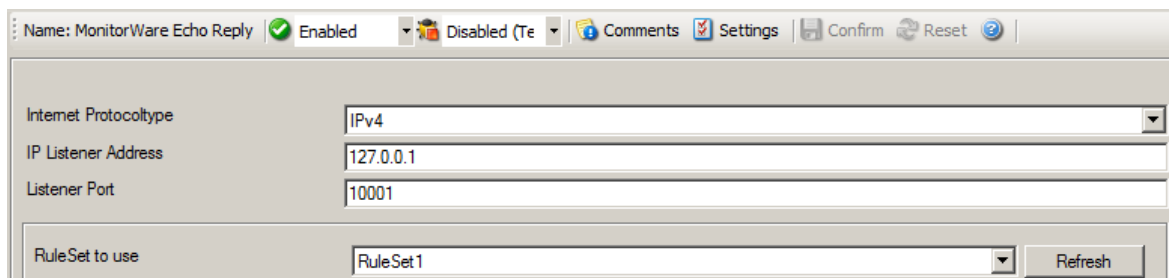 Name: MonitorWare Echo Reply Enabled Disabled (Te Comments Settings Confirm Reset
Internet Protocoltype IPv4
IP Listener Address 127.0.0.1
Listener Port 10001
RuleSet to use RuleSet1 Refresh